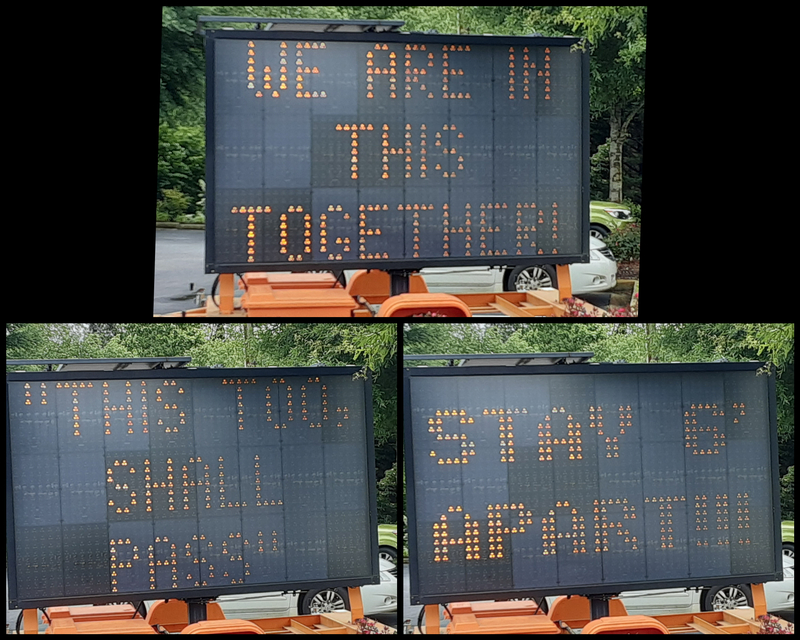 WE ARE IN
THIS
TOGETHER!
"THIS TOO,
SHALL
PASS"
STAY 6'
APART!!!